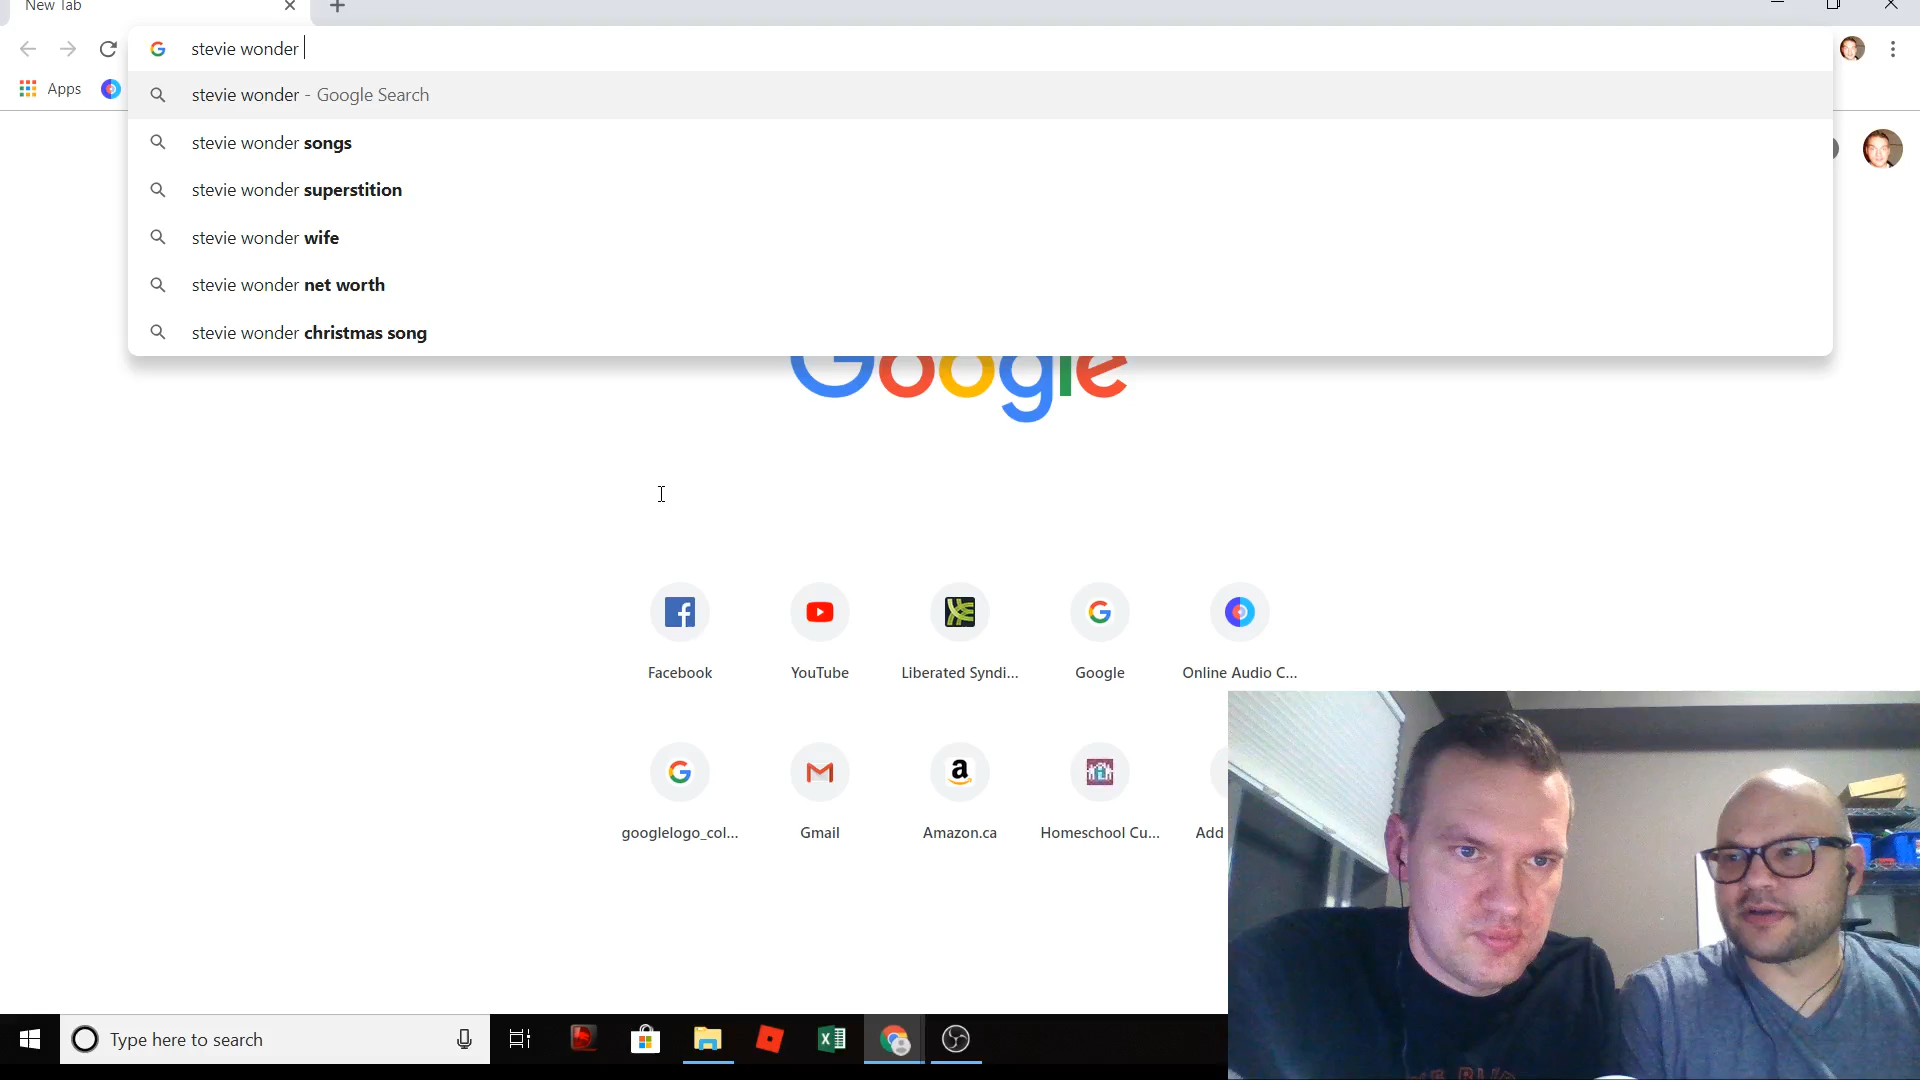 New Tab
stevie wonder
Apps
stevie wonder - Google Search
stevie wonder songs
stevie wonder superstition
stevie wonder wife
stevie wonder net worth
stevie wonder christmas song
Google
Facebook
YouTube
Liberated Syndi...
Google
Online Audio C...
googlelogo_col...
Gmail
Amazon.ca
Homeschool Cu...
Add
Type here to search